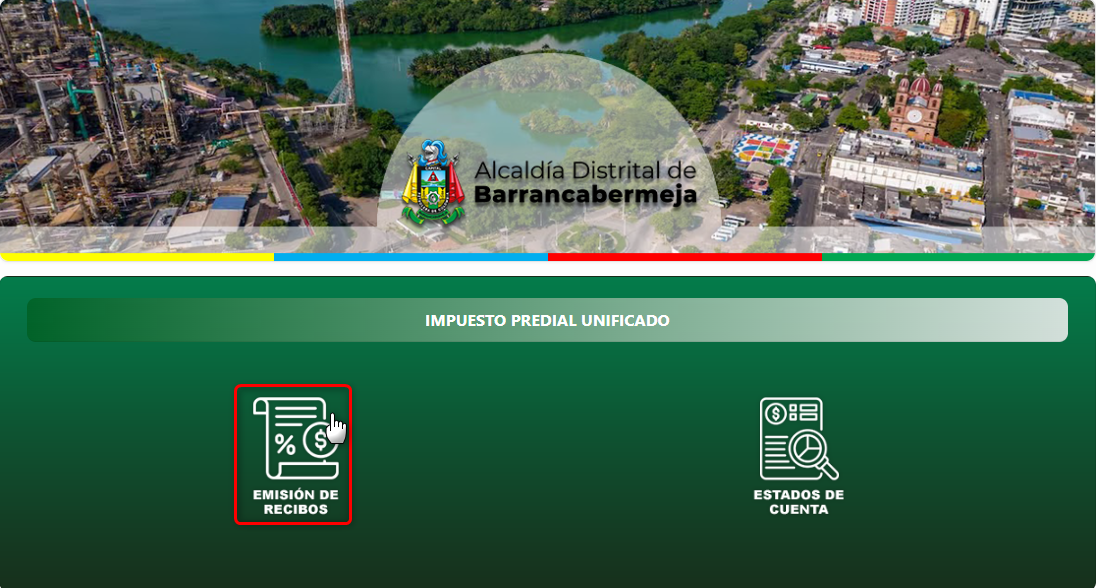 Alcaldía Distrital de
Barrancabermeja
IMPUESTO PREDIAL UNIFICADO
%
$
EMISIÓN DE
RECIBOS
$
ESTADOS DE
CUENTA